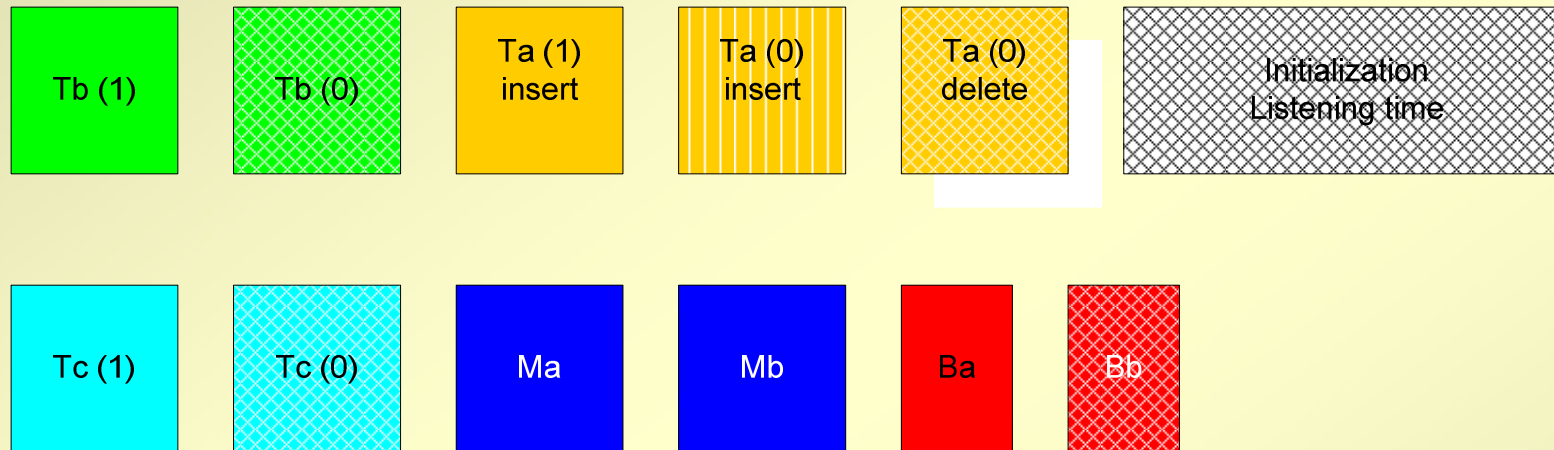 Tb (1)
Tb (0)
Ta (1)
insert
Ta (0)
insert
Ta (0)
delete
Initialization
Listening time
Tc (1)
Tc (0)
Ma
Mb
Ba
Bb